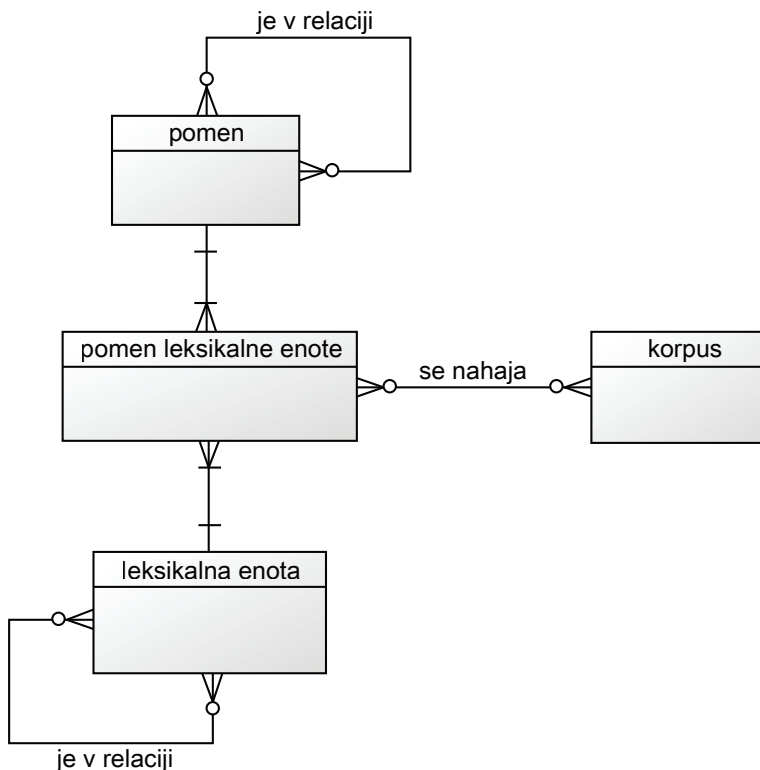 je v relaciji
pomen
pomen leksikalne enote
se nahaja
korpus
leksikalna enota
je v relaciji